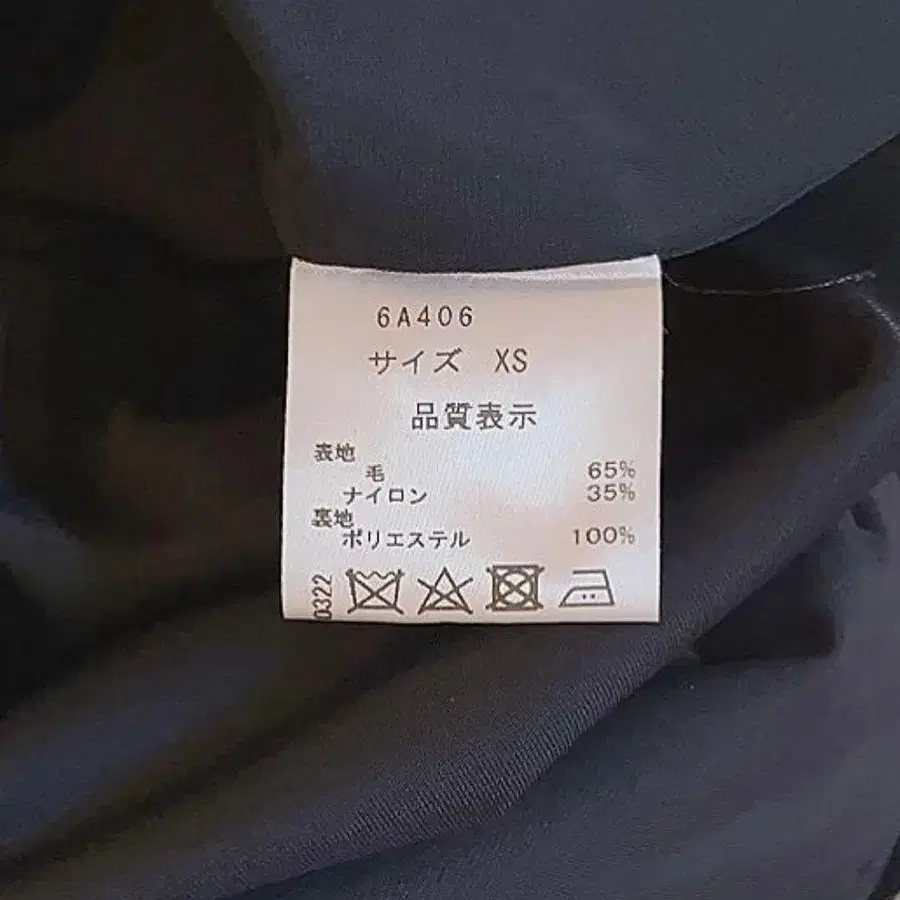 6A406
サイズ XS
品質表示
表地
毛 65%
ナイロン 35%
裏地
ポリエステル 100%
0322